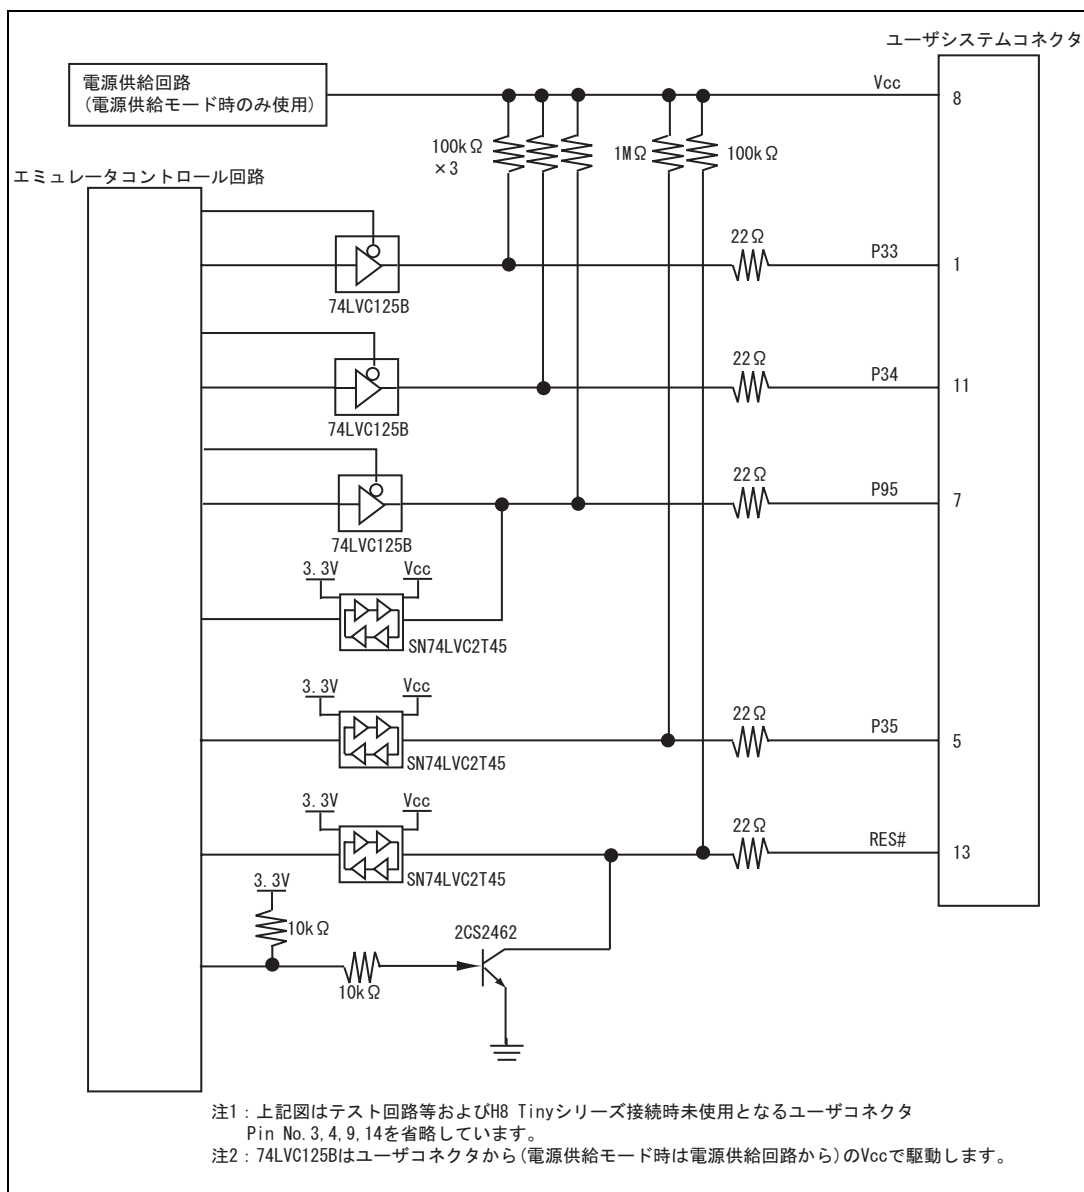 ユーザシステムコネクタ
電源供給回路
(電源供給モード時のみ使用)
Vcc
8
100kΩ
×3
1MΩ
100kΩ
エミュレータコントロール回路
22Ω
P33
1
74LVC125B
22Ω
P34
11
74LVC125B
22Ω
P95
7
74LVC125B
3.3V
Vcc
SN74LVC2T45
3.3V
Vcc
22Ω
P35
5
SN74LVC2T45
3.3V
Vcc
22Ω
RES#
13
SN74LVC2T45
3.3V
10kΩ
2CS2462
10kΩ
注1：上記図はテスト回路等およびH8 Tinyシリーズ接続時未使用となるユーザコネクタ
Pin No.3,4,9,14を省略しています。
注2：74LVC125Bはユーザコネクタから(電源供給モード時は電源供給回路から)のVccで駆動します。